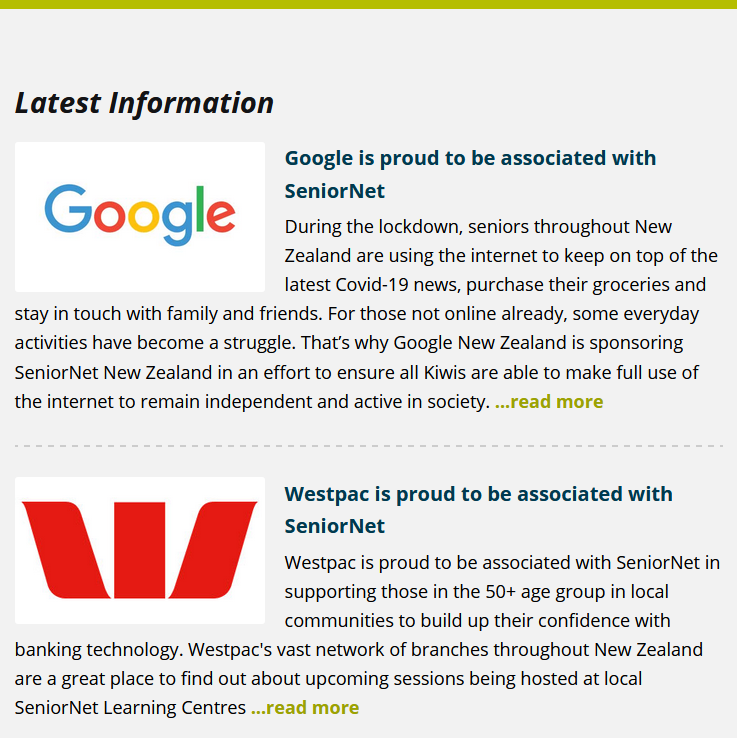 Latest Information
Google
Google is proud to be associated with
SeniorNet
During the lockdown, seniors throughout New
Zealand are using the internet to keep on top of the
latest Covid-19 news, purchase their groceries and
stay in touch with family and friends. For those not online already, some everyday
activities have become a struggle. That’s why Google New Zealand is sponsoring
SeniorNet New Zealand in an effort to ensure all Kiwis are able to make full use of
the internet to remain independent and active in society. ...read more
Westpac is proud to be associated with
SeniorNet
Westpac is proud to be associated with SeniorNet in
supporting those in the 50+ age group in local
communities to build up their confidence with
banking technology. Westpac's vast network of branches throughout New Zealand
are a great place to find out about upcoming sessions being hosted at local
SeniorNet Learning Centres ...read more